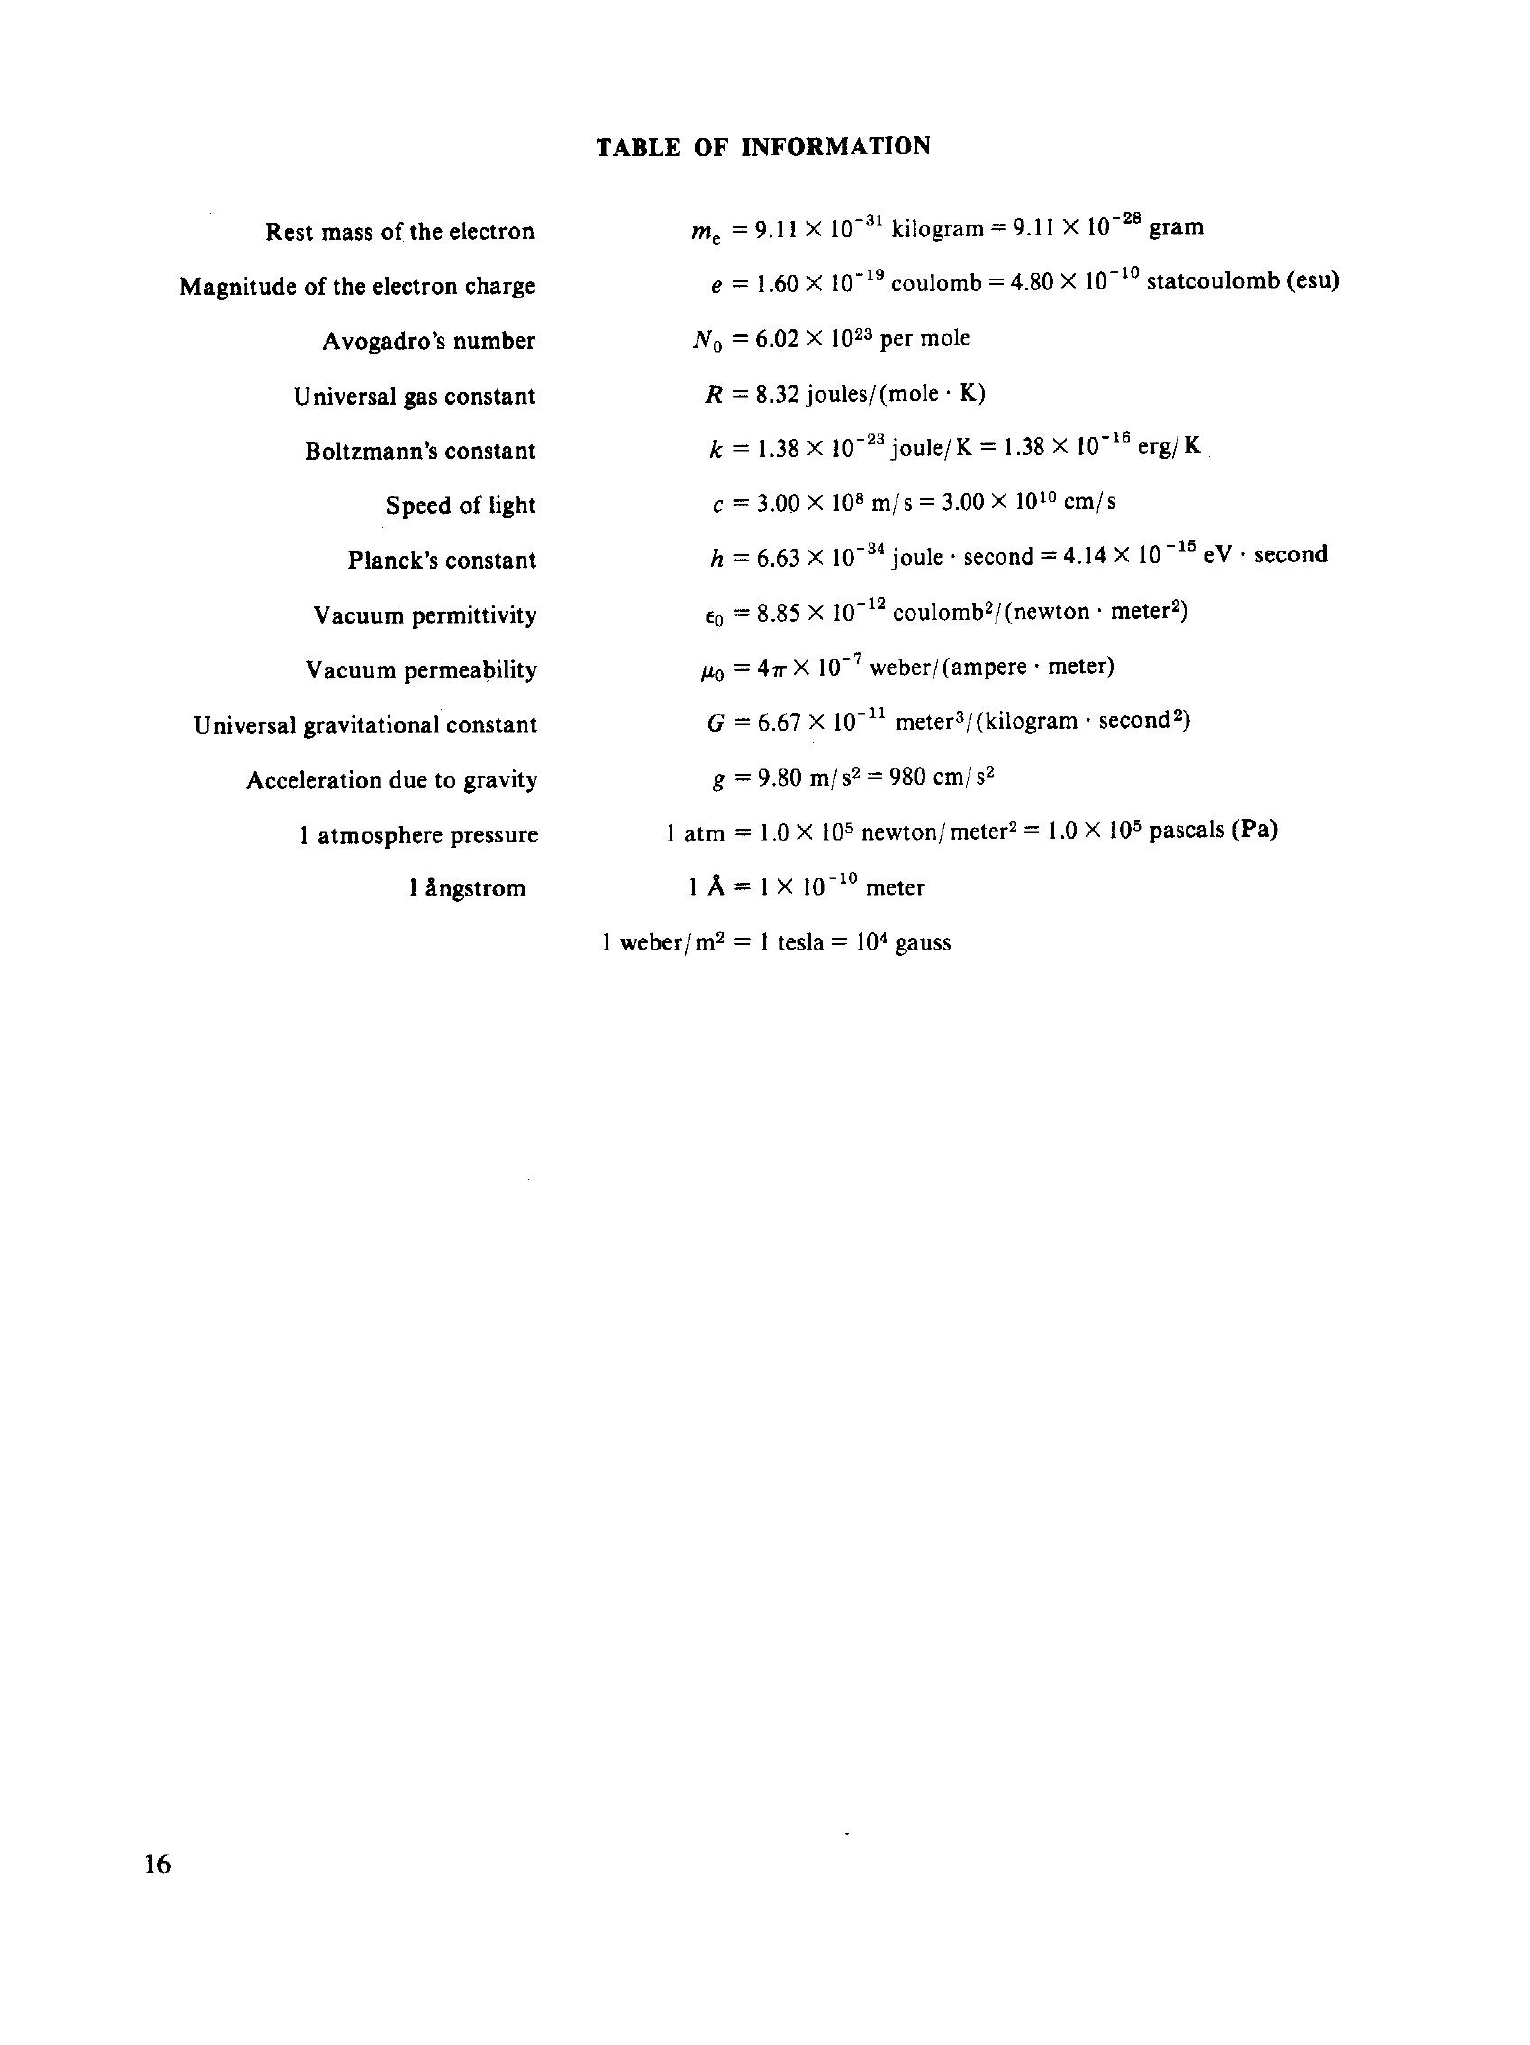 TABLE OF INFORMATION
Rest mass of the electron mₑ = 9.11 × 10⁻³¹ kilogram = 9.11 × 10⁻²⁸ gram
Magnitude of the electron charge e = 1.60 × 10⁻¹⁹ coulomb = 4.80 × 10⁻¹⁰ statcoulomb (esu)
Avogadro's number N₀ = 6.02 × 10²³ per mole
Universal gas constant R = 8.32 joules/(mole · K)
Boltzmann's constant k = 1.38 × 10⁻²³ joule/K = 1.38 × 10⁻¹⁶ erg/K
Speed of light c = 3.00 × 10⁸ m/s = 3.00 × 10¹⁰ cm/s
Planck's constant h = 6.63 × 10⁻³⁴ joule · second = 4.14 × 10⁻¹⁵ eV · second
Vacuum permittivity ϵ₀ = 8.85 × 10⁻¹² coulomb²/(newton · meter²)
Vacuum permeability μ₀ = 4π × 10⁻⁷ weber/(ampere · meter)
Universal gravitational constant G = 6.67 × 10⁻¹¹ meter³/(kilogram · second²)
Acceleration due to gravity g = 9.80 m/s² = 980 cm/s²
1 atmosphere pressure 1 atm = 1.0 × 10⁵ newton/meter² = 1.0 × 10⁵ pascals (Pa)
1 ångstrom 1 Å = 1 × 10⁻¹⁰ meter
1 weber/m² = 1 tesla = 10⁴ gauss
16